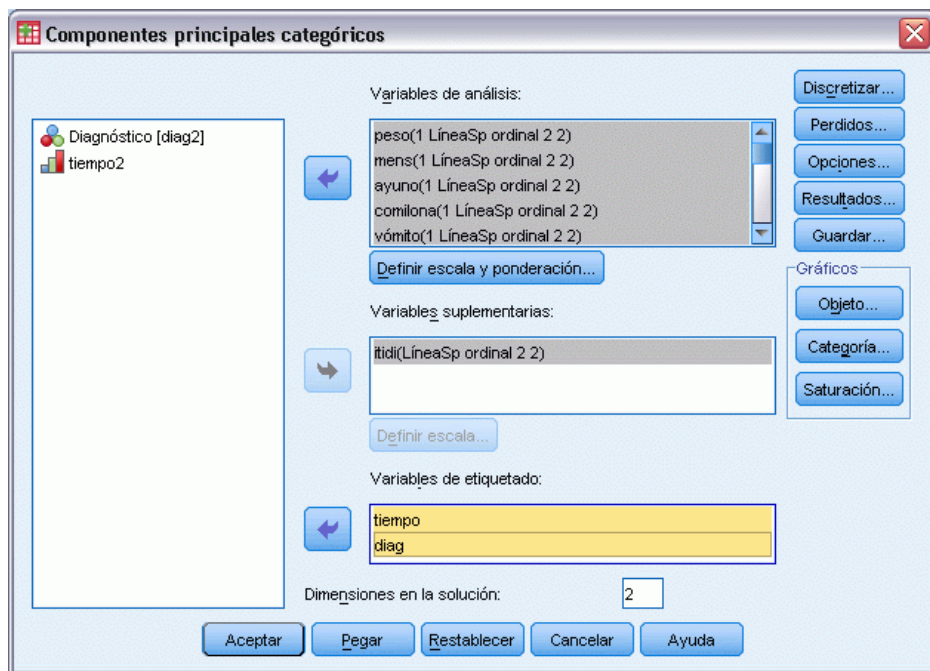 Componentes principales categóricos
Diagnóstico [diag2]
tiempo2
Variables de análisis:
peso(1 LíneaSp ordinal 2 2)
mens(1 LíneaSp ordinal 2 2)
ayuno(1 LíneaSp ordinal 2 2)
comilona(1 LíneaSp ordinal 2 2)
vómito(1 LíneaSp ordinal 2 2)
Definir escala y ponderación...
Variables suplementarias:
itidi(LíneaSp ordinal 2 2)
Definir escala...
Variables de etiquetado:
tiempo
diag
Dimensiones en la solución:
2
Discretizar...
Perdidos...
Opciones...
Resultados...
Guardar...
Gráficos
Objeto...
Categoría...
Saturación...
Aceptar
Pegar
Restablecer
Cancelar
Ayuda